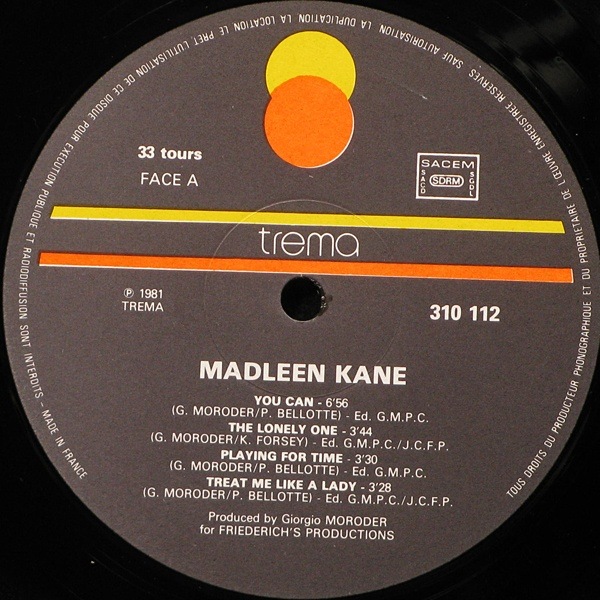 TOUS DROITS DU PRODUCTEUR PHONOGRAPHIQUE ET DU PROPRIETAIRE DE L'ŒUVRE ENREGISTREE RESERVES. SAUF AUTORISATION LA DUPLICATION LA LOCATION LE PRET L'UTILISATION DE CE DISQUE POUR EXECUTION PUBLIQUE ET RADIODIFFUSION SONT INTERDITS - MADE IN FRANCE
33 tours
FACE A
SACEM
SACD SDRM SGDL
trema
℗ 1981
TREMA
310 112
MADLEEN KANE
YOU CAN - 6'56
(G. MORODER/P. BELLOTTE) - Ed. G.M.P.C.
THE LONELY ONE - 3'44
(G. MORODER/K. FORSEY) - Ed. G.M.P.C./J.C.F.P.
PLAYING FOR TIME - 3'30
(G. MORODER/P. BELLOTTE) - Ed. G.M.P.C.
TREAT ME LIKE A LADY - 3'28
(G. MORODER/P. BELLOTTE) - Ed. G.M.P.C./J.C.F.P.
Produced by Giorgio MORODER
for FRIEDERICH'S PRODUCTIONS